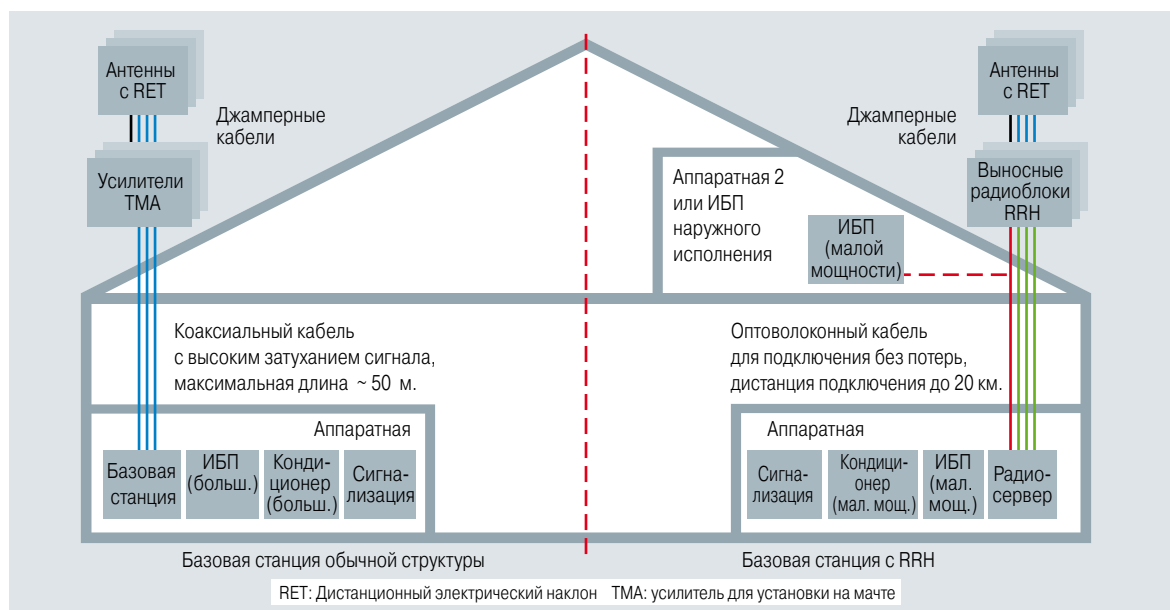 Антенны
с RET
Джамперные
кабели
Усилители
TMA
Коаксиальный кабель
с высоким затуханием сигнала,
максимальная длина ~ 50 м.
Аппаратная
Базовая
станция
ИБП
(больш.)
Конди-
ционер
(больш.)
Сигна-
лизация
Базовая станция обычной структуры
Антенны
с RET
Джамперные
кабели
Выносные
радиоблоки
RRH
Аппаратная 2
или ИБП
наружного
исполнения
ИБП
(малой
мощности)
Оптоволоконный кабель
для подключения без потерь,
дистанция подключения до 20 км.
Аппаратная
Сигна-
лизация
Кондици-
онер
(мал. мощ.)
ИБП
(мал.
мощ.)
Радио-
сервер
Базовая станция с RRH
RET: Дистанционный электрический наклон TMA: усилитель для установки на мачте